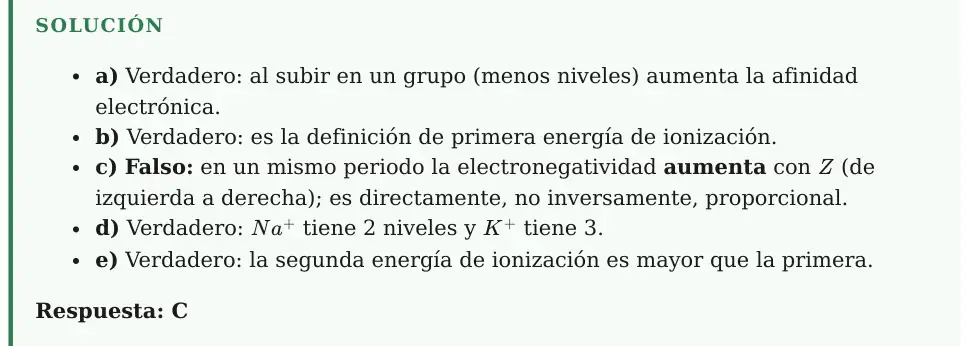 SOLUCIÓN
• a) Verdadero: al subir en un grupo (menos niveles) aumenta la afinidad
electrónica.
• b) Verdadero: es la definición de primera energía de ionización.
• c) Falso: en un mismo periodo la electronegatividad aumenta con Z (de
izquierda a derecha); es directamente, no inversamente, proporcional.
• d) Verdadero: Na⁺ tiene 2 niveles y K⁺ tiene 3.
• e) Verdadero: la segunda energía de ionización es mayor que la primera.
Respuesta: C